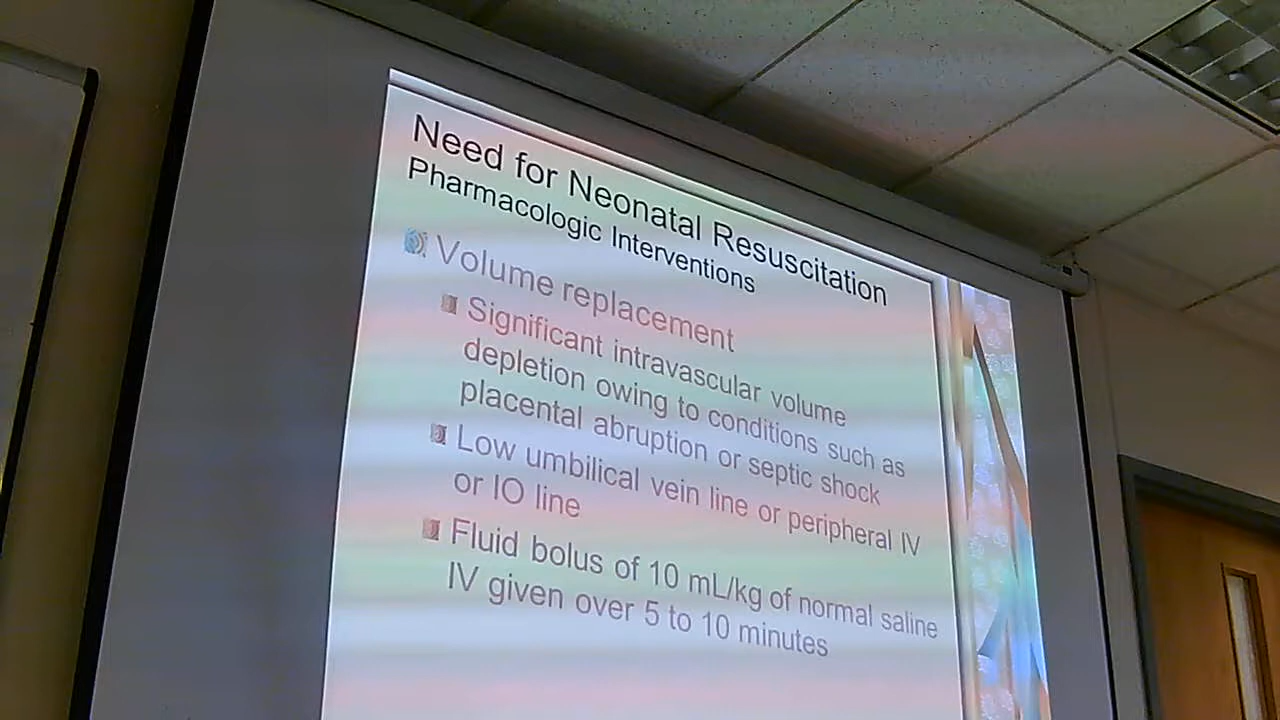 Need for Neonatal Resuscitation
Pharmacologic Interventions
Volume replacement
Significant intravascular volume
depletion owing to conditions such as
placental abruption or septic shock
Low umbilical vein line or peripheral IV
or IO line
Fluid bolus of 10 mL/kg of normal saline
IV given over 5 to 10 minutes